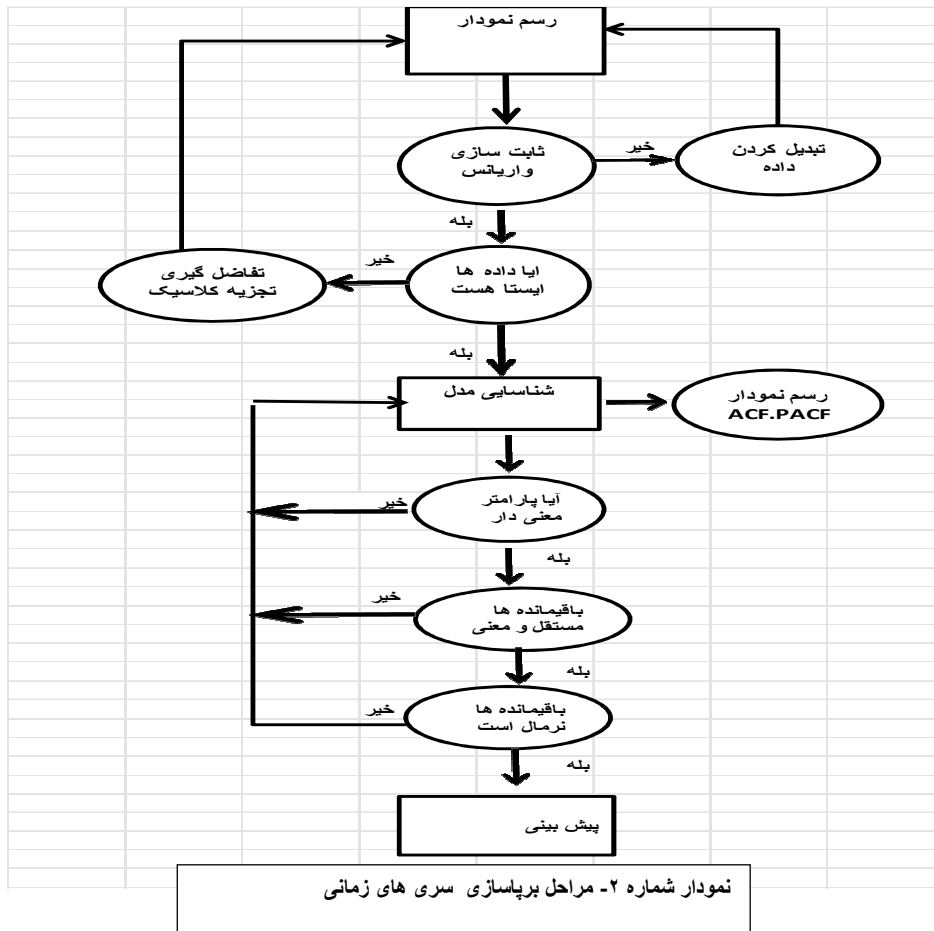 رسم نمودار
ثابت سازی
واریانس
خیر
تبدیل کردن
داده
بله
ایا داده ها
ایستا هست
خیر
تفاضل گیری
تجزیه کلاسیک
بله
شناسایی مدل
رسم نمودار
ACF.PACF
آیا پارامتر
معنی دار
خیر
بله
باقیمانده ها
مستقل و معنی
خیر
بله
باقیمانده ها
نرمال است
خیر
بله
پیش بینی
نمودار شماره ۲- مراحل برپاسازی سری های زمانی